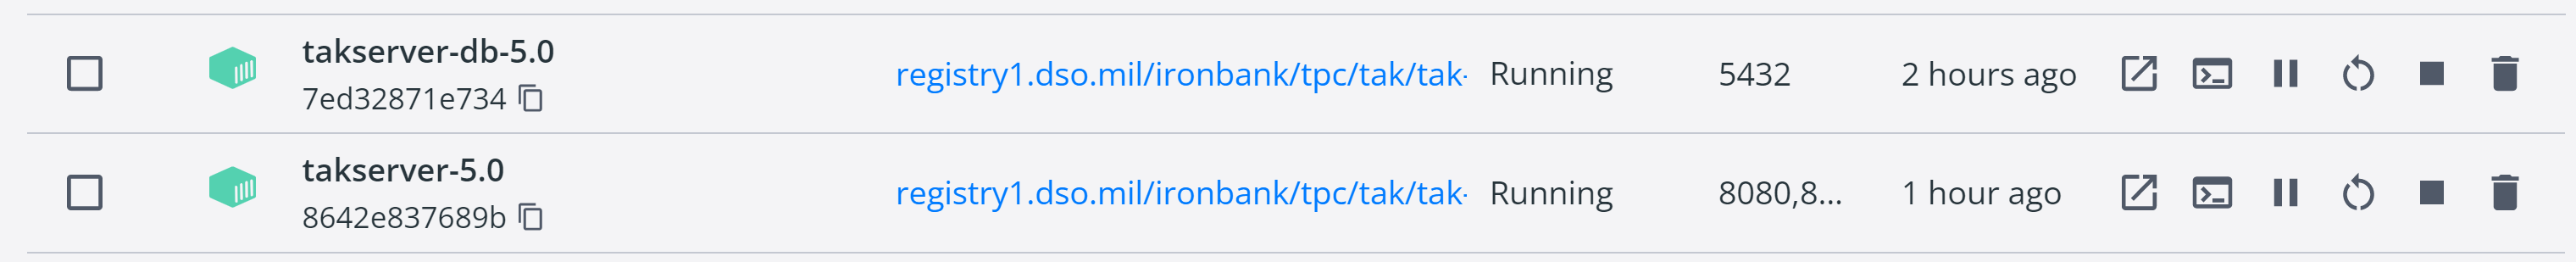 takserver-db-5.0
7ed32871e734
registry1.dso.mil/ironbank/tpc/tak/tak-
Running
5432
2 hours ago
takserver-5.0
8642e837689b
registry1.dso.mil/ironbank/tpc/tak/tak-
Running
8080,8...
1 hour ago